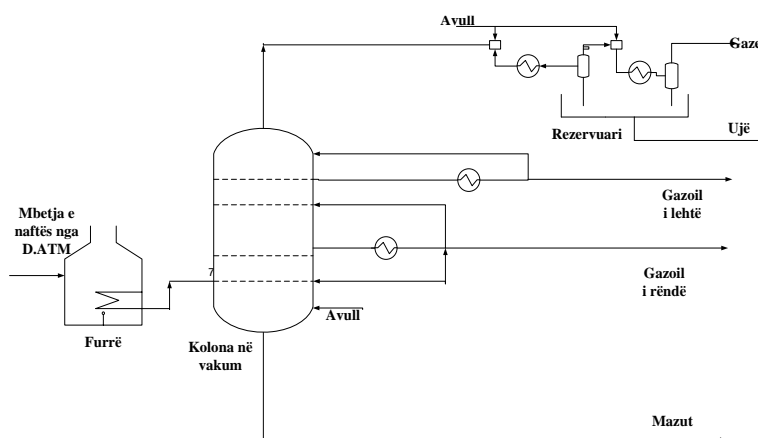 Avull
Gaze
Rezervuari
Ujë
Gazoil
i lehtë
Mbetja e
naftës nga
D.ATM
7
Gazoil
i rëndë
Avull
Furrë
Kolona në
vakum
Mazut